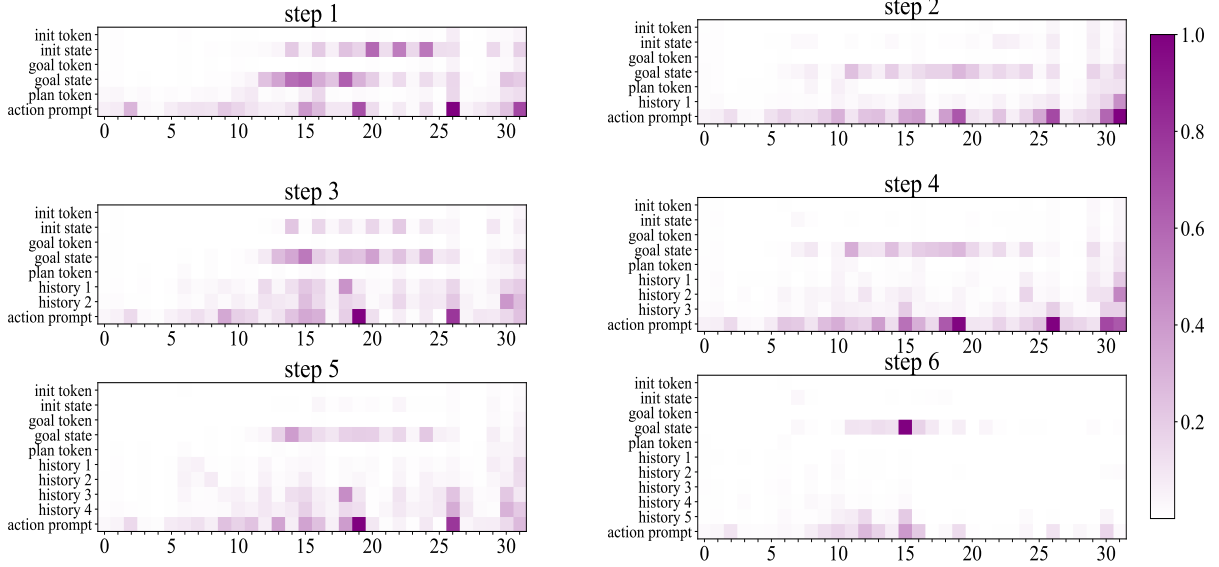 step 1
init token
init state
goal token
goal state
plan token
action prompt
0 5 10 15 20 25 30
step 2
init token
init state
goal token
goal state
plan token
history 1
action prompt
0 5 10 15 20 25 30
step 3
init token
init state
goal token
goal state
plan token
history 1
history 2
action prompt
0 5 10 15 20 25 30
step 4
init token
init state
goal token
goal state
plan token
history 1
history 2
history 3
action prompt
0 5 10 15 20 25 30
step 5
init token
init state
goal token
goal state
plan token
history 1
history 2
history 3
history 4
action prompt
0 5 10 15 20 25 30
step 6
init token
init state
goal token
goal state
plan token
history 1
history 2
history 3
history 4
history 5
action prompt
0 5 10 15 20 25 30
1.0
0.8
0.6
0.4
0.2